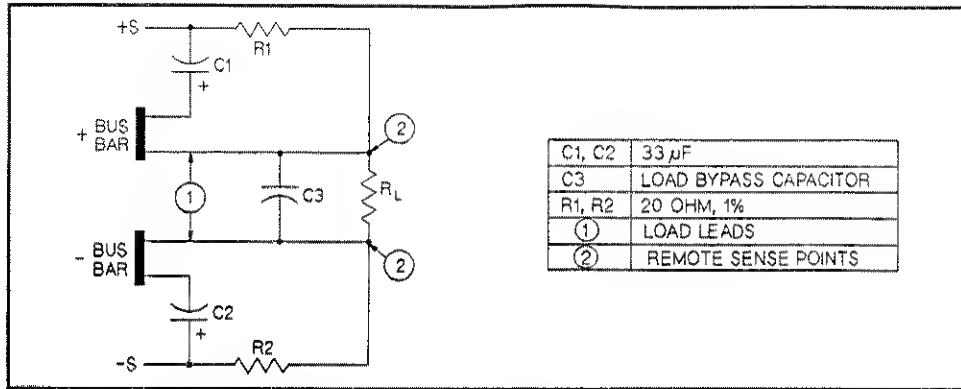 +S
R1
C1
+
+ BUS
BAR
2
1
C3
RL
- BUS
BAR
2
C2
+
R2
-S
C1, C2 33 µF
C3 LOAD BYPASS CAPACITOR
R1, R2 20 OHM, 1%
1 LOAD LEADS
2 REMOTE SENSE POINTS